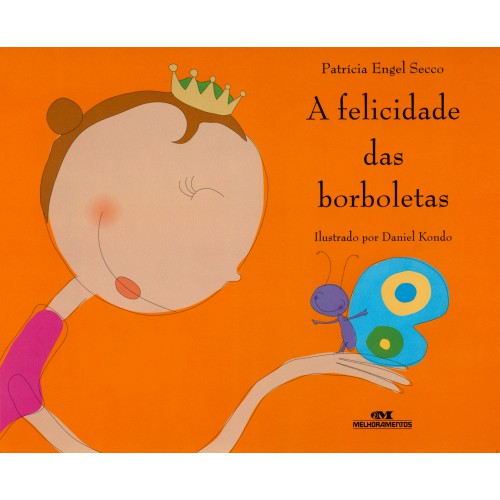 Patrícia Engel Secco
A felicidade
das
borboletas
Ilustrado por Daniel Kondo
MELHORAMENTOS